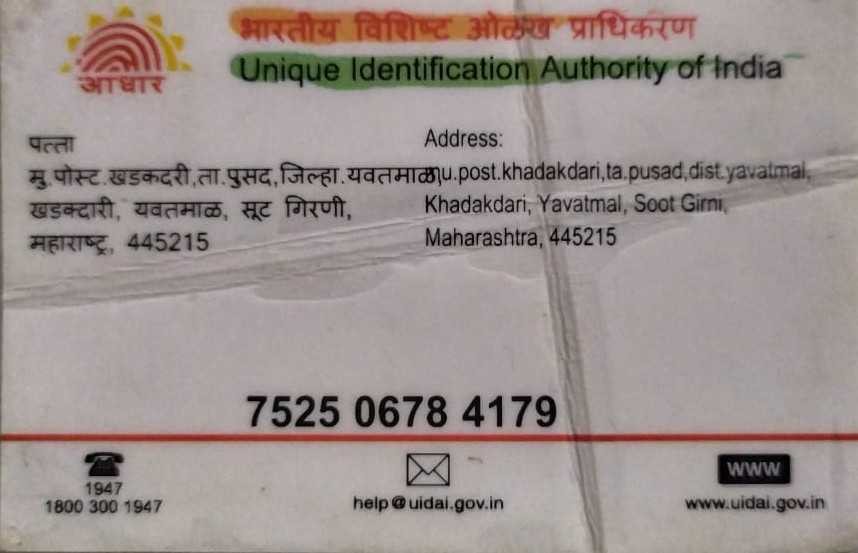 भारतीय विशिष्ट ओळख प्राधिकरण
Unique Identification Authority of India
आधार
पत्ता
मु.पोस्ट.खडकदरी,ता.पुसद,जिल्हा.यवतमाळ,
खडक्दारी, यवतमाळ, सूट गिरणी,
महाराष्ट्र, 445215
Address:
u.post.khadakdari,ta.pusad,dist.yavatmal,
Khadakdari, Yavatmal, Soot Girni,
Maharashtra, 445215
7525 0678 4179
1947
1800 300 1947
help@uidai.gov.in
www
www.uidai.gov.in